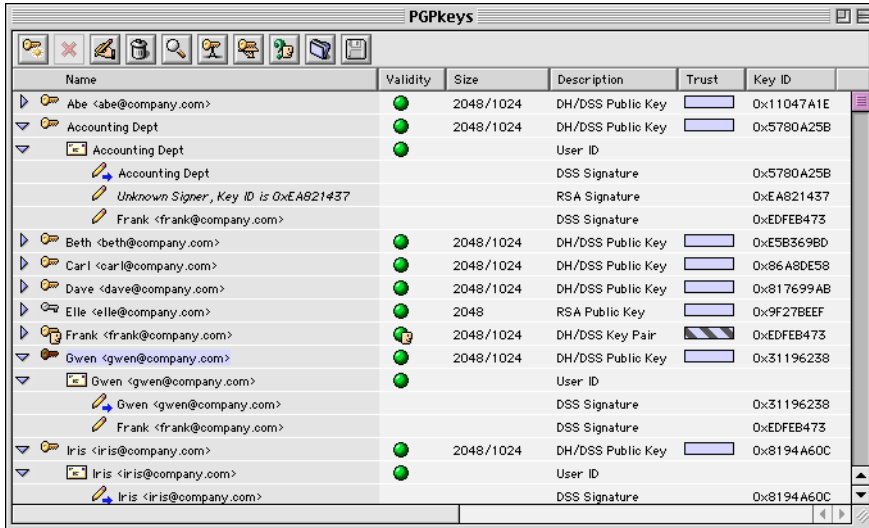 PGPkeys
Name Validity Size Description Trust Key ID
Abe <abe@company.com> 2048/1024 DH/DSS Public Key 0x11047A1E
Accounting Dept 2048/1024 DH/DSS Public Key 0x5780A25B
Accounting Dept User ID
Accounting Dept DSS Signature 0x5780A25B
Unknown Signer, Key ID is 0xEA821437 RSA Signature 0xEA821437
Frank <frank@company.com> DSS Signature 0xEDFEB473
Beth <beth@company.com> 2048/1024 DH/DSS Public Key 0xE5B369BD
Carl <carl@company.com> 2048/1024 DH/DSS Public Key 0x86A8DE58
Dave <dave@company.com> 2048/1024 DH/DSS Public Key 0x817699AB
Elle <elle@company.com> 2048 RSA Public Key 0x9F27BEEF
Frank <frank@company.com> 2048/1024 DH/DSS Key Pair 0xEDFEB473
Gwen <gwen@company.com> 2048/1024 DH/DSS Public Key 0x31196238
Gwen <gwen@company.com> User ID
Gwen <gwen@company.com> DSS Signature 0x31196238
Frank <frank@company.com> DSS Signature 0xEDFEB473
Iris <iris@company.com> 2048/1024 DH/DSS Public Key 0x8194A60C
Iris <iris@company.com> User ID
Iris <iris@company.com> DSS Signature 0x8194A60C